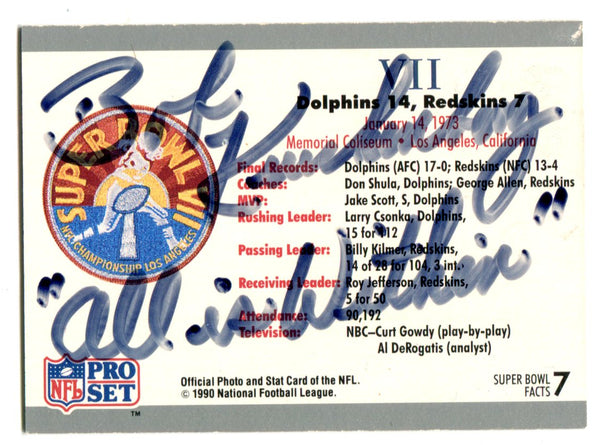 VII
Dolphins 14, Redskins 7
January 14, 1973
Memorial Coliseum • Los Angeles, California
Final Records: Dolphins (AFC) 17-0; Redskins (NFC) 13-4
Coaches: Don Shula, Dolphins; George Allen, Redskins
MVP: Jake Scott, S, Dolphins
Rushing Leader: Larry Csonka, Dolphins,
15 for 112
Passing Leader: Billy Kilmer, Redskins,
14 of 28 for 104, 3 int.
Receiving Leader: Roy Jefferson, Redskins,
5 for 50
Attendance: 90,192
Television: NBC–Curt Gowdy (play-by-play)
Al DeRogatis (analyst)
SUPER BOWL VII
NFL CHAMPIONSHIP LOS ANGELES
Bob
"All is Within"
NFL
PRO
SET
™
Official Photo and Stat Card of the NFL.
© 1990 National Football League.
SUPER BOWL
FACTS 7